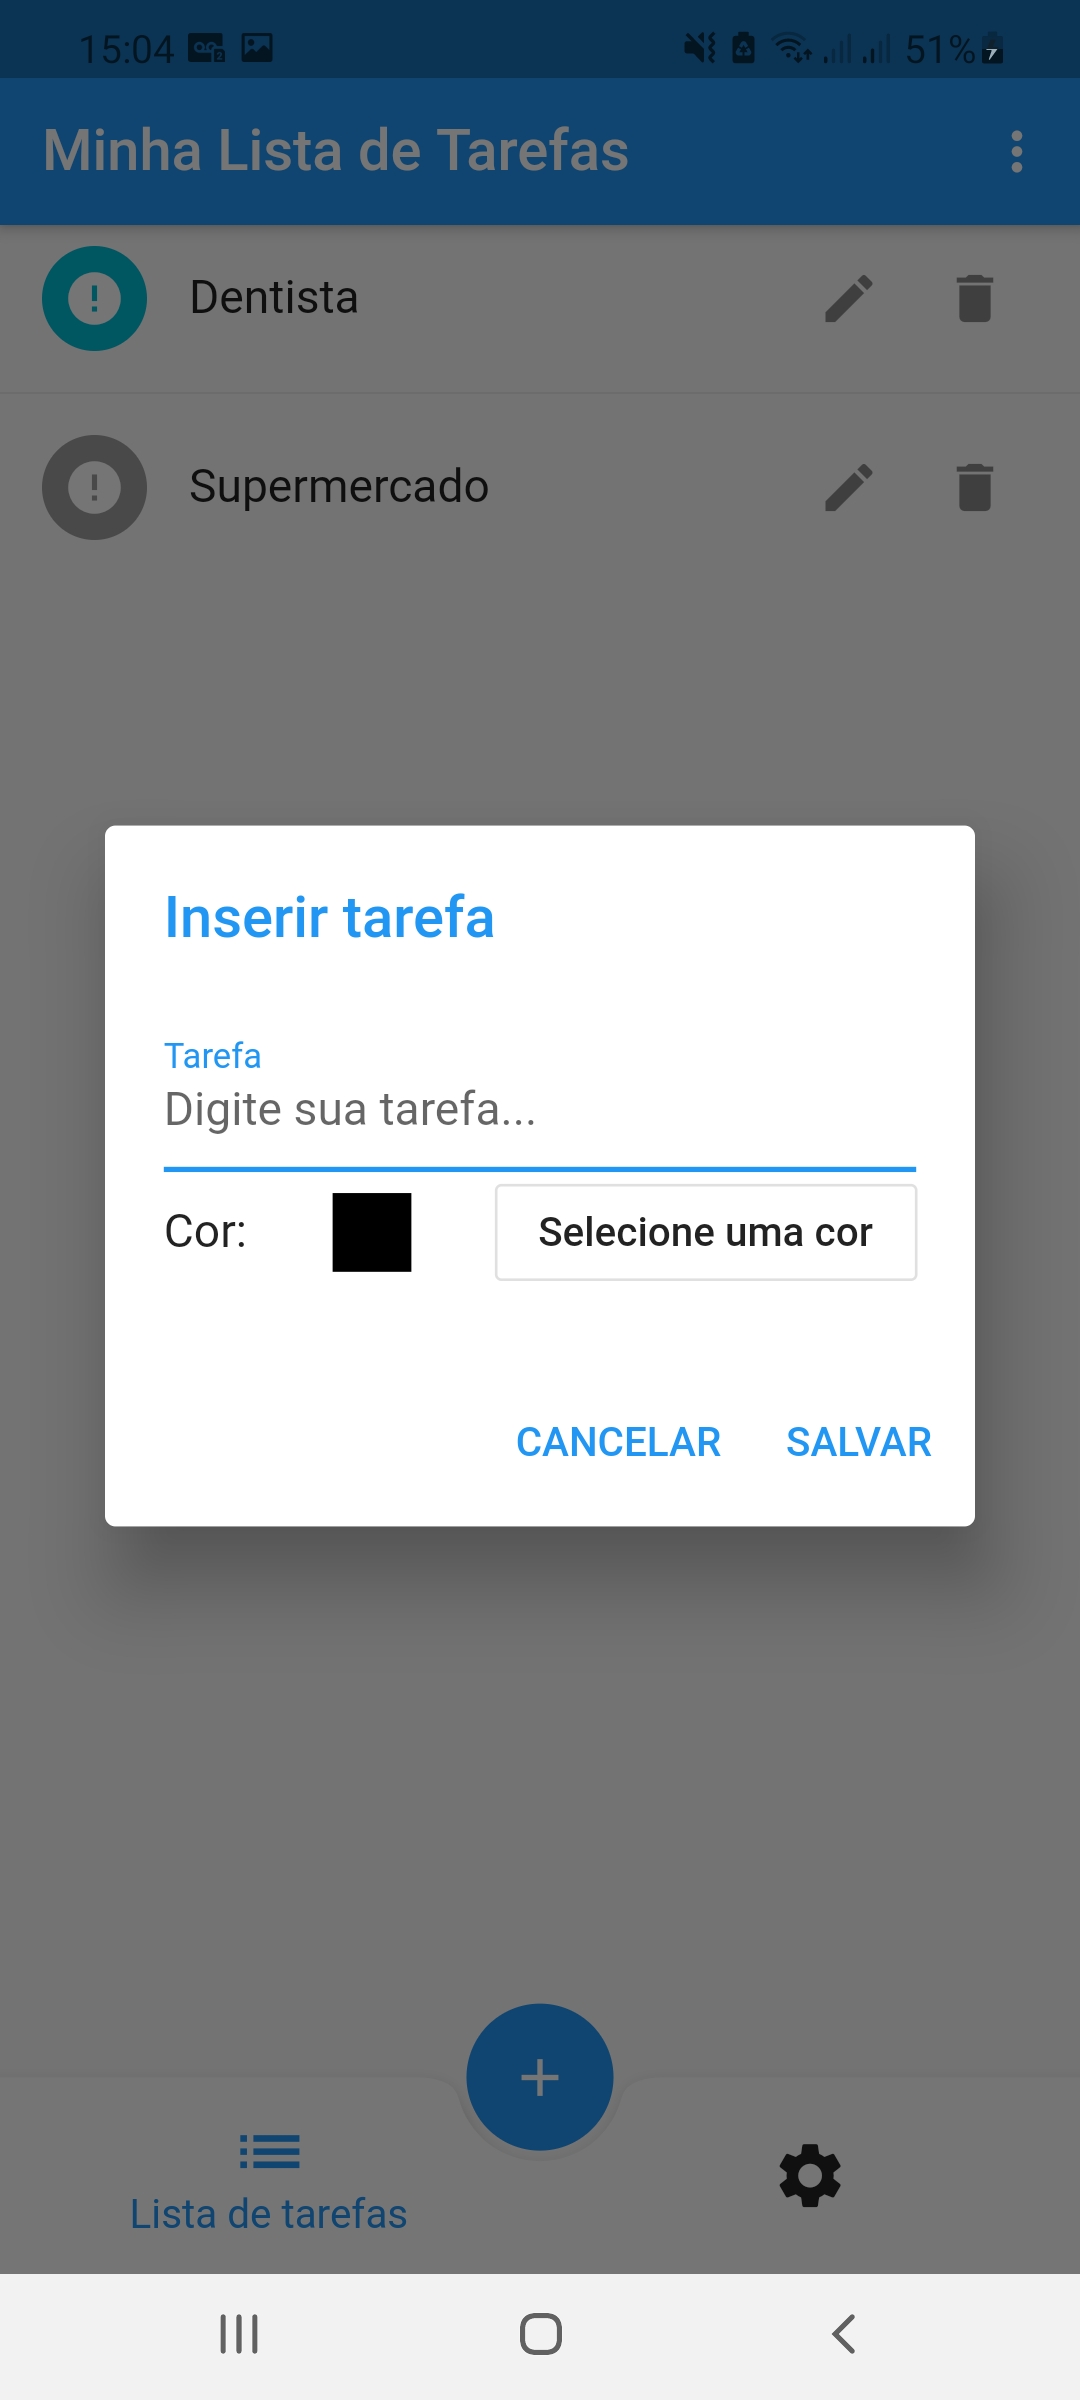 15:04
51%
Minha Lista de Tarefas
Dentista
Supermercado
Inserir tarefa
Tarefa
Digite sua tarefa...
Cor:
Selecione uma cor
CANCELAR SALVAR
Lista de tarefas